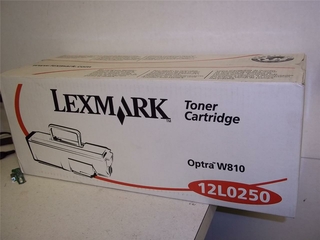 LEXMARK
Toner
Cartridge
Optra W810
12L0250